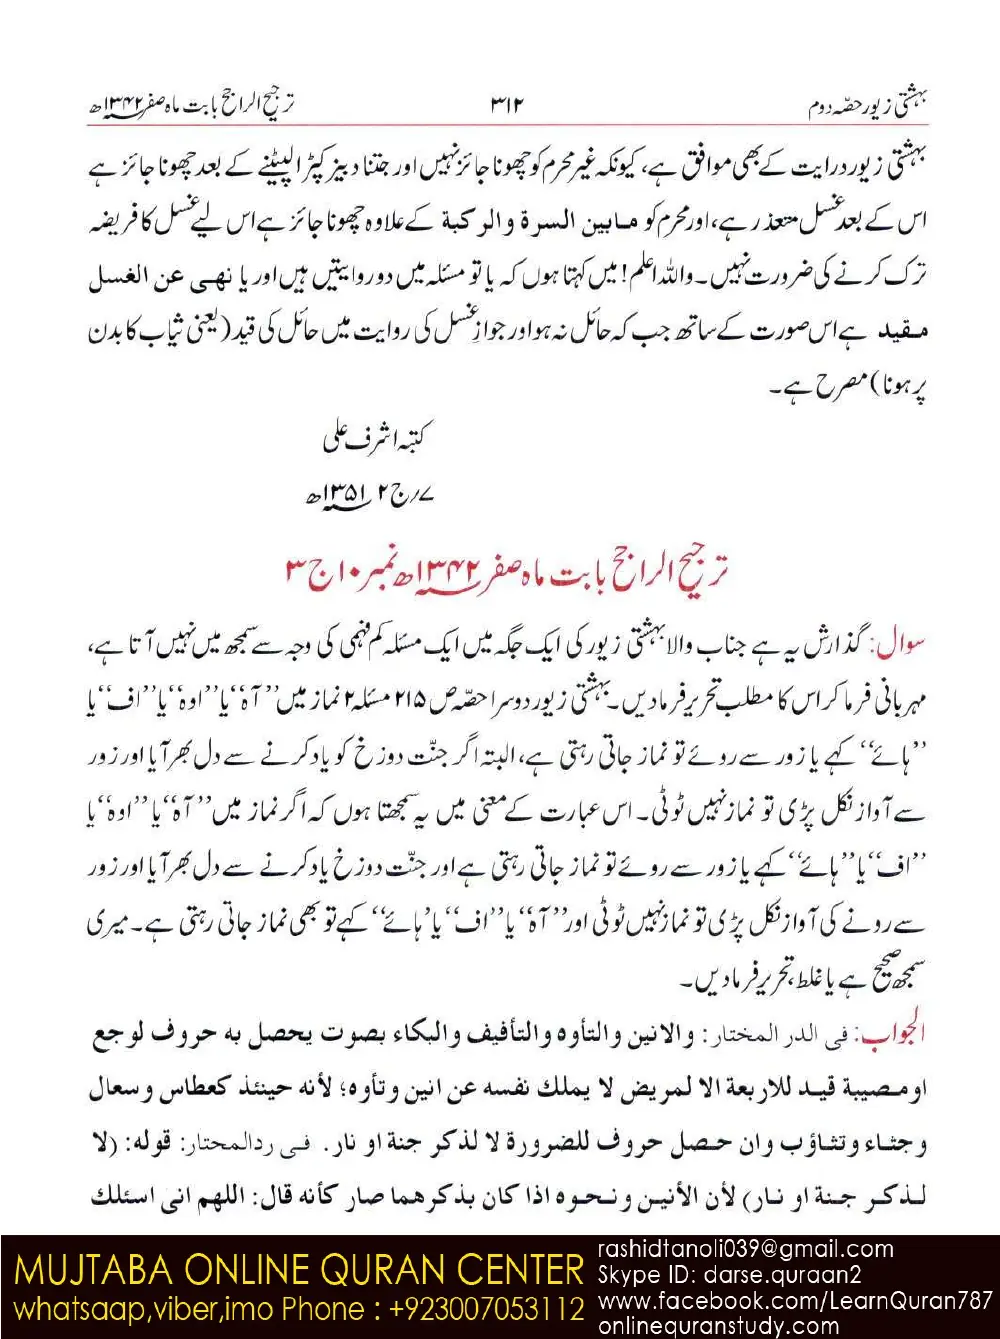 بہشتی زیور حصّہ دوم ۳۱۲ ترجیح الراجح بابت ماہ صفر ۱۳۴۲ھ
بہشتی زیور درایت کے بھی موافق ہے، کیونکہ غیر محرم کو چھونا جائز نہیں اور جتنا دبیز کپڑا لپیٹنے کے بعد چھونا جائز ہے
اس کے بعد غسل متعذر ہے، اور محرم کو مابین السرة والركبة کے علاوہ چھونا جائز ہے اس لیے غسل کا فریضہ
ترک کرنے کی ضرورت نہیں۔ واللہ اعلم! میں کہتا ہوں کہ یا تو مسئلہ میں دو روایتیں ہیں اور یا نهى عن الغسل
مقيد ہے اس صورت کے ساتھ جب کہ حائل نہ ہو اور جوازِ غسل کی روایت میں حائل کی قید (یعنی ثیاب کا بدن
پر ہونا) مصرح ہے۔
کتبہ اشرف علی
۷؍ ج ۲ ۱۳۵۱ھ
ترجیح الراجح بابت ماہ صفر ۱۳۴۲ھ نمبر ۱۰ ج ۳
سوال: گذارش یہ ہے جناب والا بہشتی زیور کی ایک جگہ میں ایک مسئلہ کم فہمی کی وجہ سے سمجھ میں نہیں آتا ہے،
مہربانی فرما کر اس کا مطلب تحریر فرمادیں۔ بہشتی زیور دوسرا حصّہ ص ۲۱۵ مسئلہ ۲ نماز میں ’’آہ‘‘ یا ’’اوہ‘‘ یا ’’اف‘‘ یا
’’ہائے‘‘ کہے یا زور سے روئے تو نماز جاتی رہتی ہے، البتہ اگر جنّت دوزخ کو یاد کرنے سے دل بھر آیا اور زور
سے آواز نکل پڑی تو نماز نہیں ٹوٹی۔ اس عبارت کے معنی میں یہ سمجھتا ہوں کہ اگر نماز میں ’’آہ‘‘ یا ’’اوہ‘‘ یا
’’اف‘‘ یا ’’ہائے‘‘ کہے یا زور سے روئے تو نماز جاتی رہتی ہے اور جنّت دوزخ یاد کرنے سے دل بھر آیا اور زور
سے رونے کی آواز نکل پڑی تو نماز نہیں ٹوٹی اور ’’آہ‘‘ یا ’’اف‘‘ یا ’ہائے‘‘ کہے تو بھی نماز جاتی رہتی ہے۔ میری
سمجھ صحیح ہے یا غلط، تحریر فرمادیں۔
الجواب: فى الدر المختار: والانين والتأوه والتأفيف والبكاء بصوت يحصل به حروف لوجع
او مصيبة قيد للاربعة الا لمريض لا يملك نفسه عن انين وتأوه؛ لأنه حينئذ كعطاس وسعال
وجثاء وتثاؤب وان حصل حروف للضرورة لا لذكر جنة او نار. فى ردالمحتار: قوله: (لا
لذكر جنة او نار) لأن الأنين ونحوه اذا كان بذكرهما صار كأنه قال: اللهم انى اسئلك
MUJTABA ONLINE QURAN CENTER
whatsaap,viber,imo Phone : +923007053112
rashidtanoli039@gmail.com
Skype ID: darse.quraan2
www.facebook.com/LearnQuran787
onlinequranstudy.com